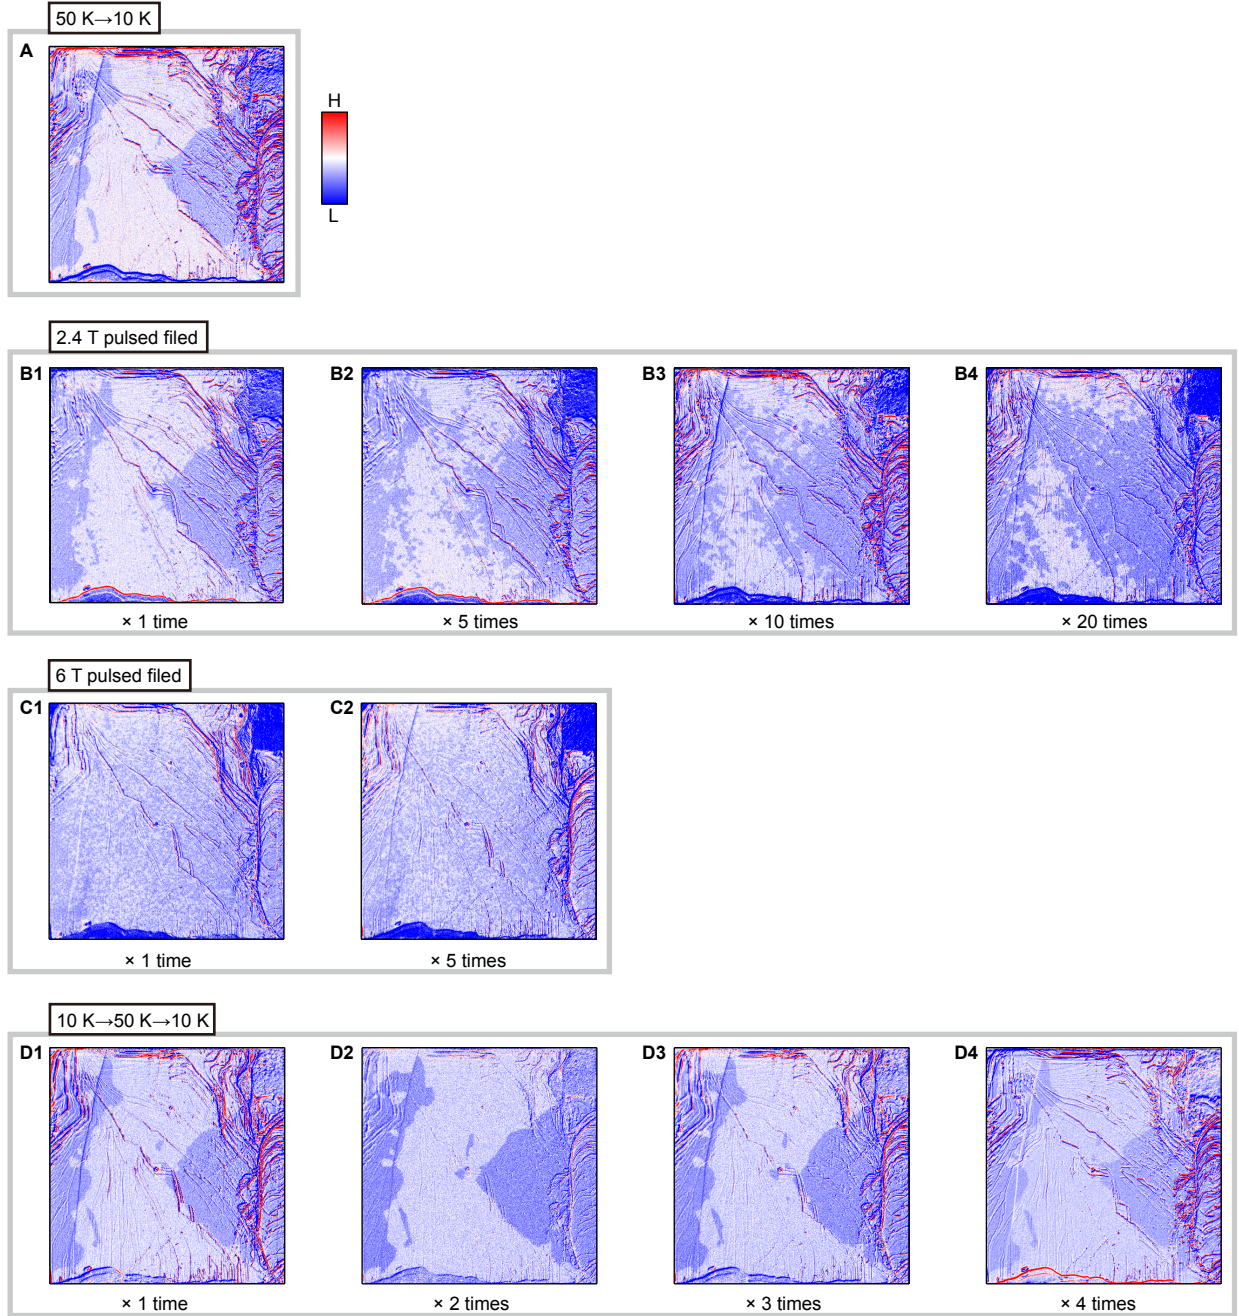 50 K→10 K
A
H
L
2.4 T pulsed filed
B1 B2 B3 B4
× 1 time × 5 times × 10 times × 20 times
6 T pulsed filed
C1 C2
× 1 time × 5 times
10 K→50 K→10 K
D1 D2 D3 D4
× 1 time × 2 times × 3 times × 4 times